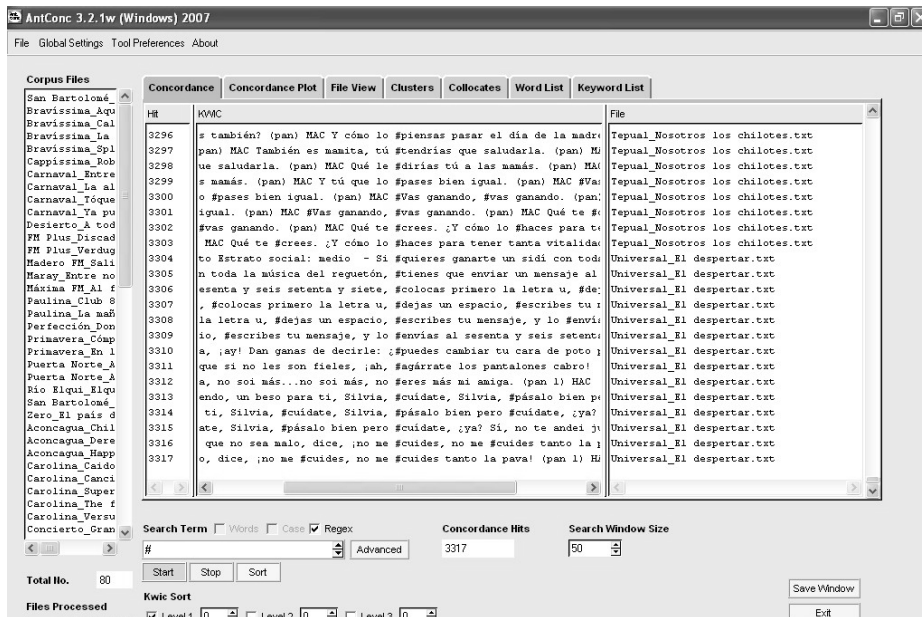 AntConc 3.2.1w (Windows) 2007
File Global Settings Tool Preferences About
Corpus Files
San Bartolomé_
Bravíssima_Aqu
Bravíssima_Cal
Bravíssima_La
Bravíssima_Spl
Cappíssima_Rob
Carnaval_Entre
Carnaval_La al
Carnaval_Tóque
Carnaval_Ya pu
Desierto_A tod
FM Plus_Discad
FM Plus_Verdug
Madero FM_Sali
Maray_Entre no
Máxima FM_Al f
Paulina_Club 8
Paulina_La mañ
Perfección_Don
Primavera_Cómp
Primavera_En l
Puerta Norte_A
Puerta Norte_A
Río Elqui_Elqu
San Bartolomé_
Zero_El país d
Aconcagua_Chil
Aconcagua_Dere
Aconcagua_Happ
Carolina_Caido
Carolina_Canci
Carolina_Super
Carolina_The f
Carolina_Versu
Concierto_Gran
Total No. 80
Files Processed
Concordance Concordance Plot File View Clusters Collocates Word List Keyword List
Hit KWIC File
3296 s también? (pan) MAC Y cómo lo #piensas pasar el día de la madre Tepual_Nosotros los chilotes.txt
3297 pan) MAC También es mamita, tú #tendrías que saludarla. (pan) MA Tepual_Nosotros los chilotes.txt
3298 ue saludarla. (pan) MAC Qué le #dirías tú a las mamás. (pan) MAC Tepual_Nosotros los chilotes.txt
3299 s mamás. (pan) MAC Y tú que lo #pases bien igual. (pan) MAC #Vas Tepual_Nosotros los chilotes.txt
3300 o #pases bien igual. (pan) MAC #Vas ganando, #vas ganando. (pan) Tepual_Nosotros los chilotes.txt
3301 igual. (pan) MAC #Vas ganando, #vas ganando. (pan) MAC Qué te #c Tepual_Nosotros los chilotes.txt
3302 #vas ganando. (pan) MAC Qué te #crees. ¿Y cómo lo #haces para te Tepual_Nosotros los chilotes.txt
3303 MAC Qué te #crees. ¿Y cómo lo #haces para tener tanta vitalidad Tepual_Nosotros los chilotes.txt
3304 to Estrato social: medio - Si #quieres ganarte un sidí con toda Universal_El despertar.txt
3305 n toda la música del reguetón, #tienes que enviar un mensaje al Universal_El despertar.txt
3306 esenta y seis setenta y siete, #colocas primero la letra u, #dej Universal_El despertar.txt
3307 , #colocas primero la letra u, #dejas un espacio, #escribes tu m Universal_El despertar.txt
3308 la letra u, #dejas un espacio, #escribes tu mensaje, y lo #envía Universal_El despertar.txt
3309 io, #escribes tu mensaje, y lo #envías al sesenta y seis setenta Universal_El despertar.txt
3310 a, ¡ay! Dan ganas de decirle: ¿#puedes cambiar tu cara de poto p Universal_El despertar.txt
3311 que si no les son fieles, ¡ah, #agárrate los pantalones cabro! Universal_El despertar.txt
3312 a, no soi más...no soi más, no #eres más mi amiga. (pan 1) HAC Universal_El despertar.txt
3313 endo, un beso para ti, Silvia, #cuídate, Silvia, #pásalo bien pe Universal_El despertar.txt
3314 ti, Silvia, #cuídate, Silvia, #pásalo bien pero #cuídate, ¿ya? Universal_El despertar.txt
3315 ate, Silvia, #pásalo bien pero #cuídate, ¿ya? Sí, no te andei ju Universal_El despertar.txt
3316 que no sea malo, dice, ¡no me #cuides, no me #cuides tanto la p Universal_El despertar.txt
3317 o, dice, ¡no me #cuides, no me #cuides tanto la pava! (pan 1) HA Universal_El despertar.txt
Search Term Words Case Regex Concordance Hits Search Window Size
# Advanced 3317 50
Start Stop Sort
Kwic Sort
Level 1 0 Level 2 0 Level 3 0
Save Window
Exit